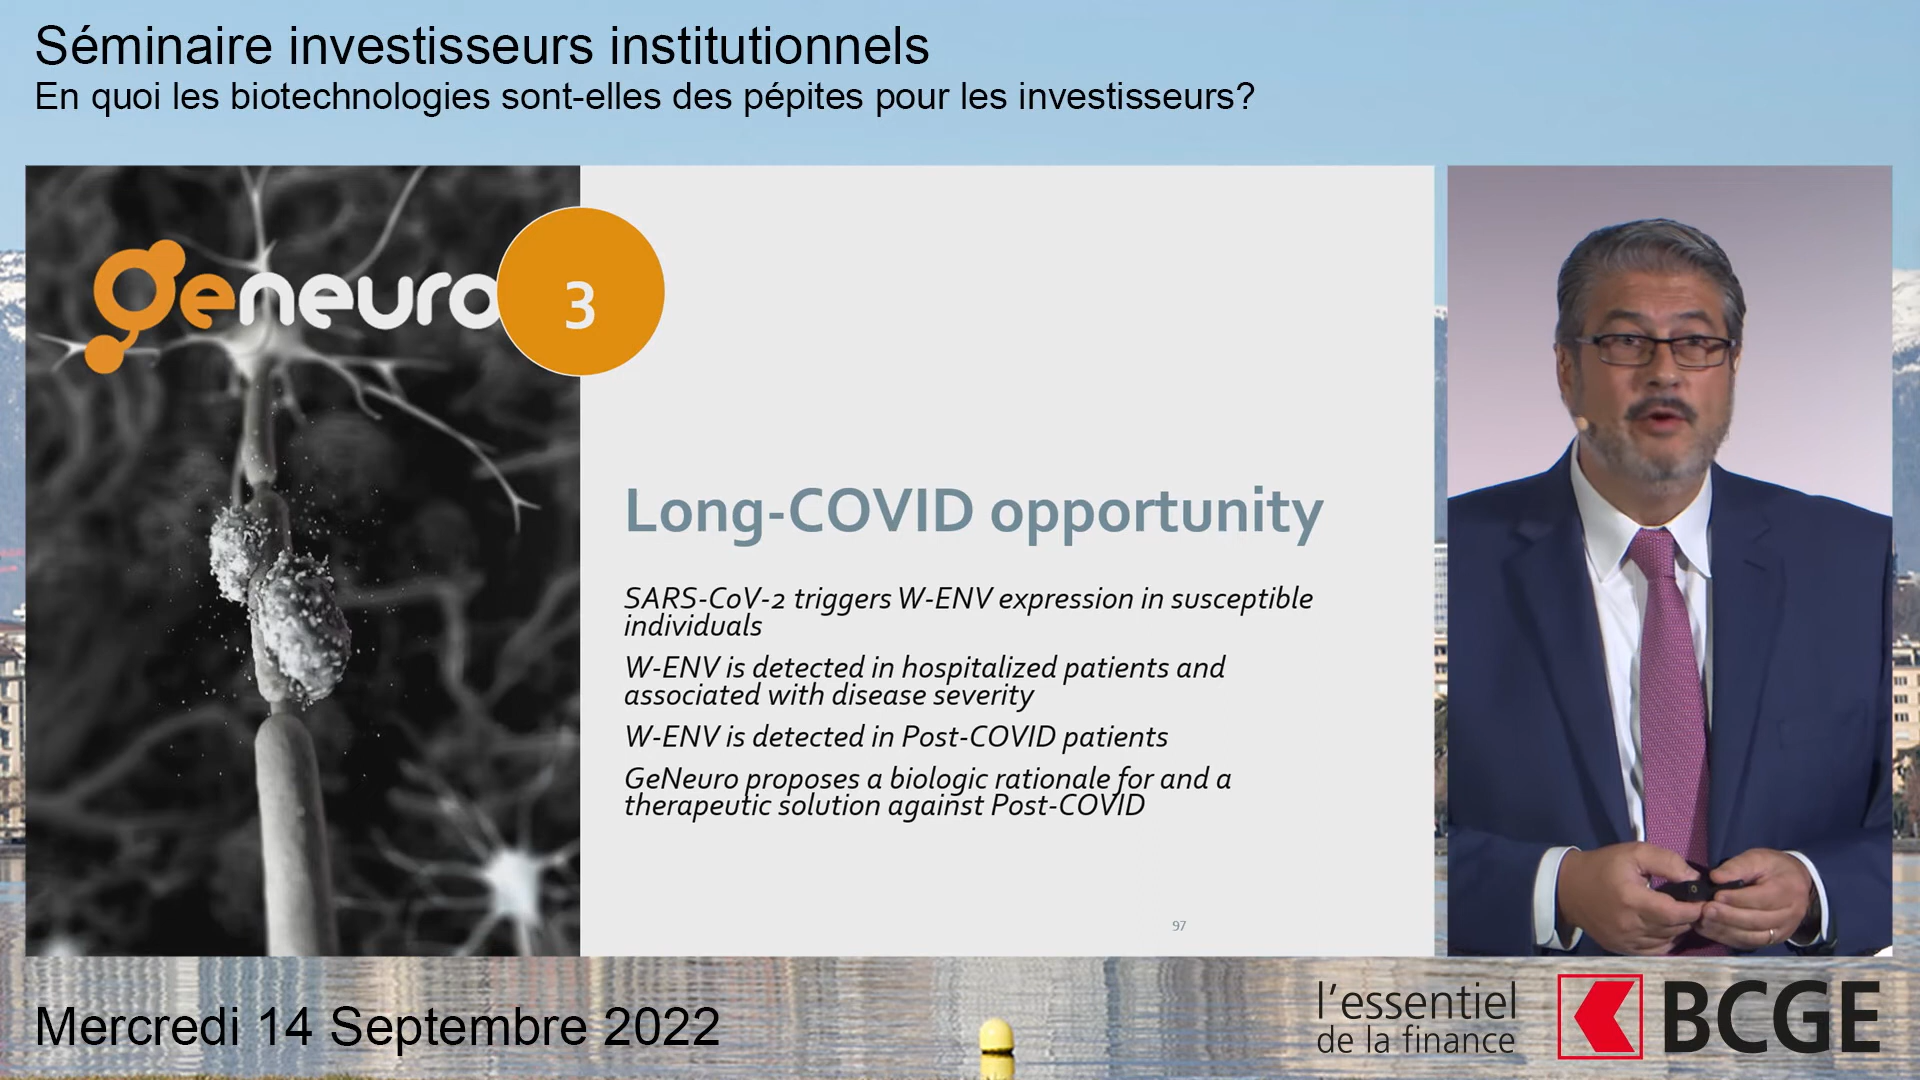 Séminaire investisseurs institutionnels
En quoi les biotechnologies sont-elles des pépites pour les investisseurs?
geneuro
3
Long-COVID opportunity
SARS-CoV-2 triggers W-ENV expression in susceptible
individuals
W-ENV is detected in hospitalized patients and
associated with disease severity
W-ENV is detected in Post-COVID patients
GeNeuro proposes a biologic rationale for and a
therapeutic solution against Post-COVID
97
Mercredi 14 Septembre 2022
l'essentiel
de la finance
BCGE